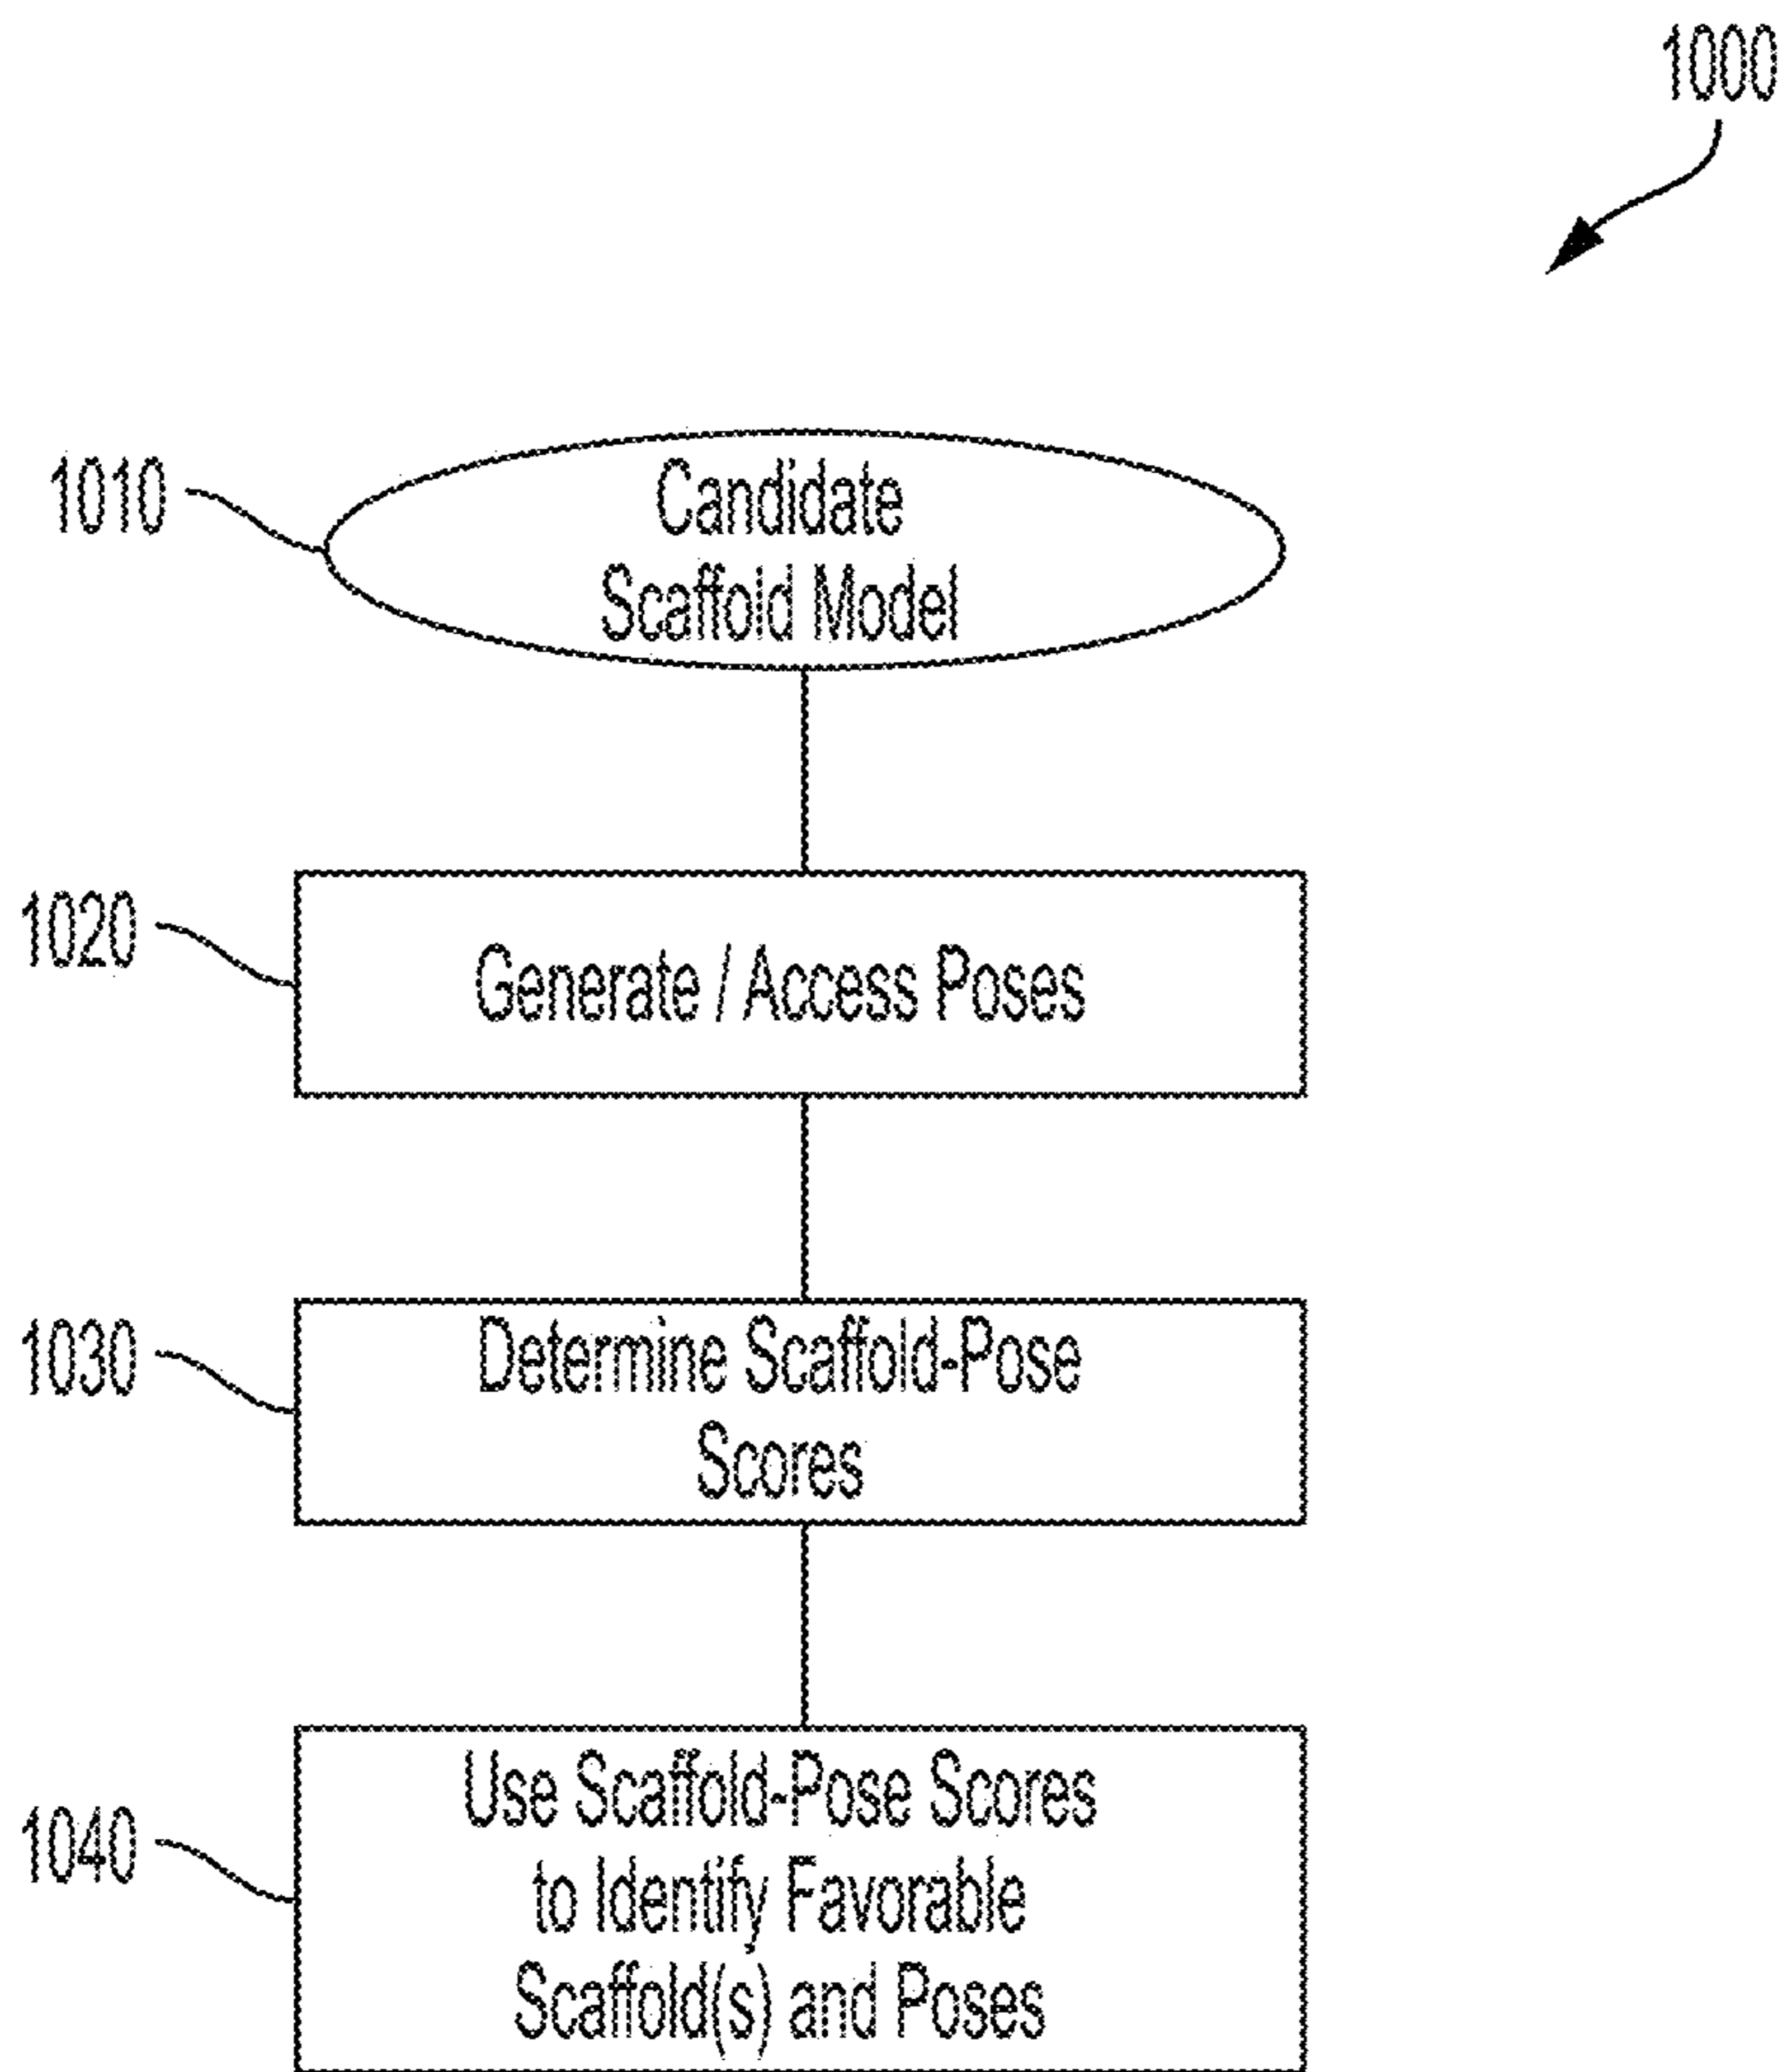 1000
1010
Candidate
Scaffold Model
1020
Generate / Access Poses
1030
Determine Scaffold-Pose
Scores
1040
Use Scaffold-Pose Scores
to Identify Favorable
Scaffold(s) and Poses